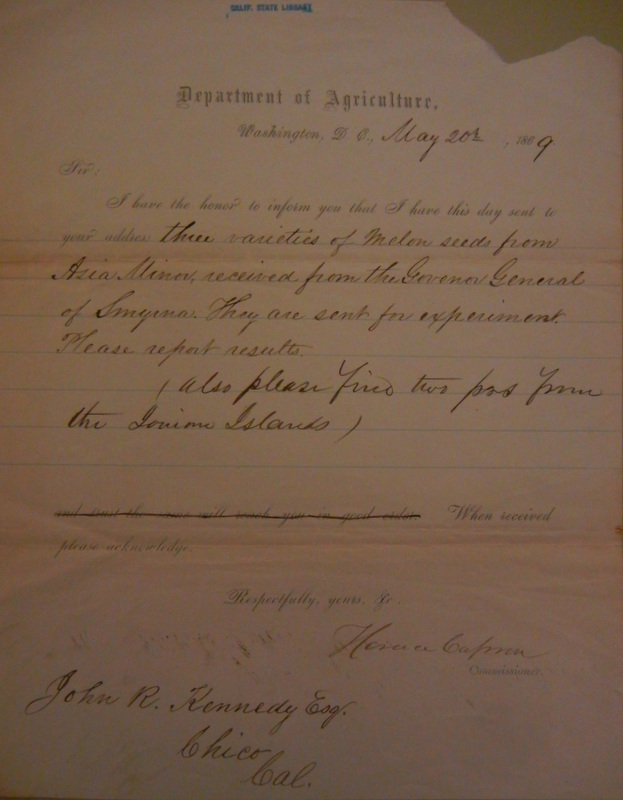 CALIF. STATE LIBRARY
Department of Agriculture,
Washington, D. C., May 20th, 1869.
Sir:
I have the honor to inform you that I have this day sent to
your address three varieties of Melon seeds from
Asia Minor, received from the Govenor General
of Smyrna. They are sent for experiment.
Please report results.
(also please find two from
the Ionion Islands)
and trust the same will reach you in good order. When received
please acknowledge.
Respectfully, yours, &c.
Horace Capron
Commissioner.
John R. Kennedy Esq.
Chico
Cal.